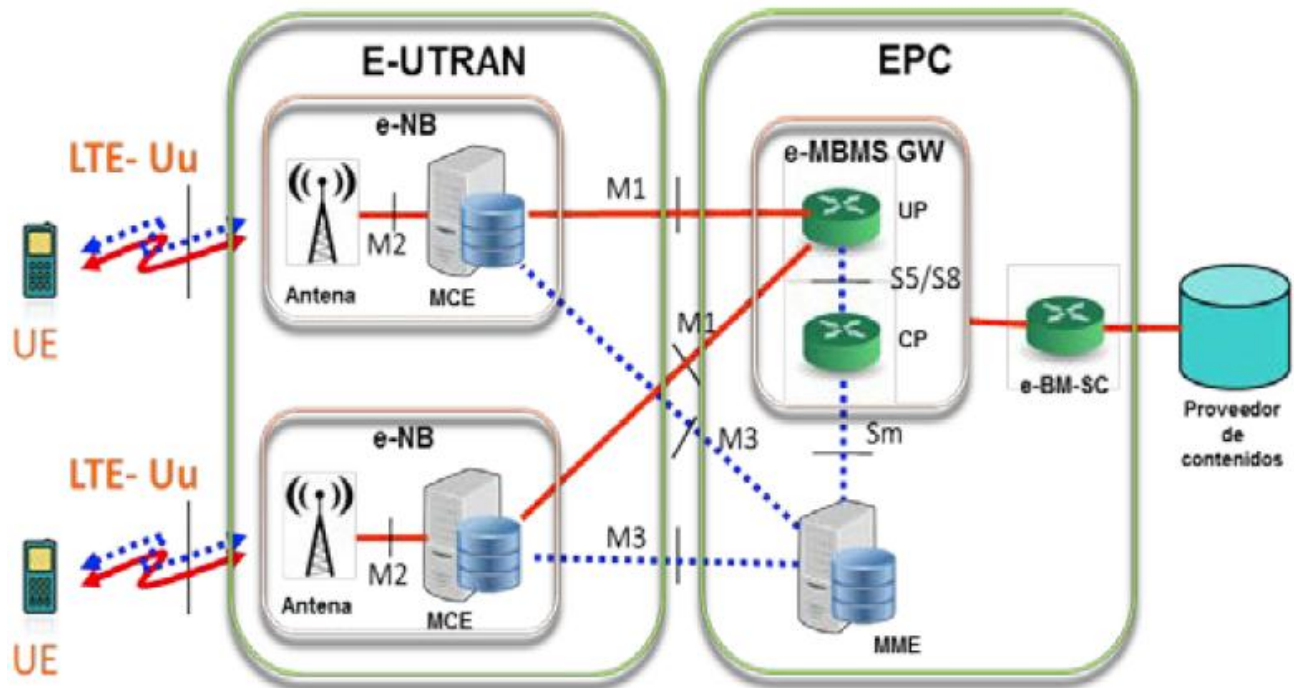 E-UTRAN
EPC
e-NB
LTE- Uu
M2
Antena
MCE
UE
M1
e-MBMS GW
UP
S5/S8
CP
e-BM-SC
Proveedor
de
contenidos
M1
M3
Sm
e-NB
LTE- Uu
M2
Antena
MCE
UE
M3
MME